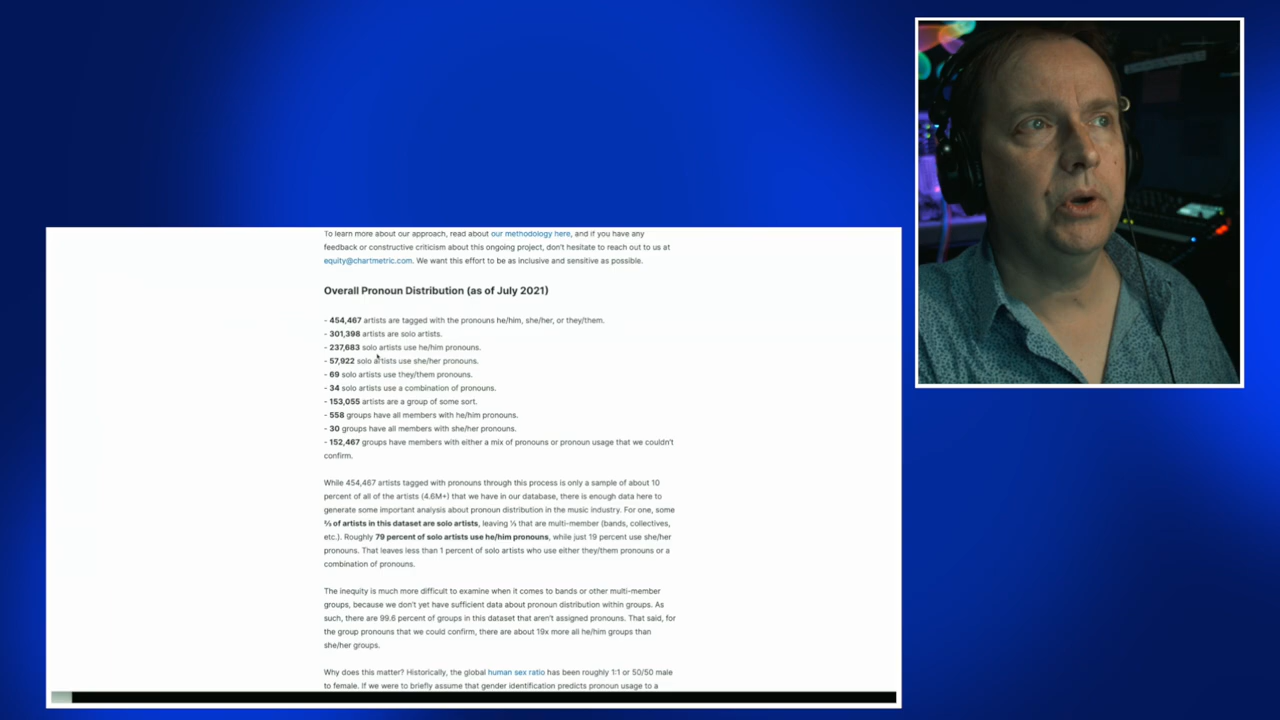 To learn more about our approach, read about our methodology here, and if you have any
feedback or constructive criticism about this ongoing project, don't hesitate to reach out to us at
equity@chartmetric.com. We want this effort to be as inclusive and sensitive as possible.
Overall Pronoun Distribution (as of July 2021)
- 454,467 artists are tagged with the pronouns he/him, she/her, or they/them.
- 301,398 artists are solo artists.
- 237,683 solo artists use he/him pronouns.
- 57,922 solo artists use she/her pronouns.
- 69 solo artists use they/them pronouns.
- 34 solo artists use a combination of pronouns.
- 153,055 artists are a group of some sort.
- 558 groups have all members with he/him pronouns.
- 30 groups have all members with she/her pronouns.
- 152,467 groups have members with either a mix of pronouns or pronoun usage that we couldn't
confirm.
While 454,467 artists tagged with pronouns through this process is only a sample of about 10
percent of all of the artists (4.6M+) that we have in our database, there is enough data here to
generate some important analysis about pronoun distribution in the music industry. For one, some
⅔ of artists in this dataset are solo artists, leaving ⅓ that are multi-member (bands, collectives,
etc.). Roughly 79 percent of solo artists use he/him pronouns, while just 19 percent use she/her
pronouns. That leaves less than 1 percent of solo artists who use either they/them pronouns or a
combination of pronouns.
The inequity is much more difficult to examine when it comes to bands or other multi-member
groups, because we don't yet have sufficient data about pronoun distribution within groups. As
such, there are 99.6 percent of groups in this dataset that aren't assigned pronouns. That said, for
the group pronouns that we could confirm, there are about 19x more all he/him groups than
she/her groups.
Why does this matter? Historically, the global human sex ratio has been roughly 1:1 or 50/50 male
to female. If we were to briefly assume that gender identification predicts pronoun usage to a